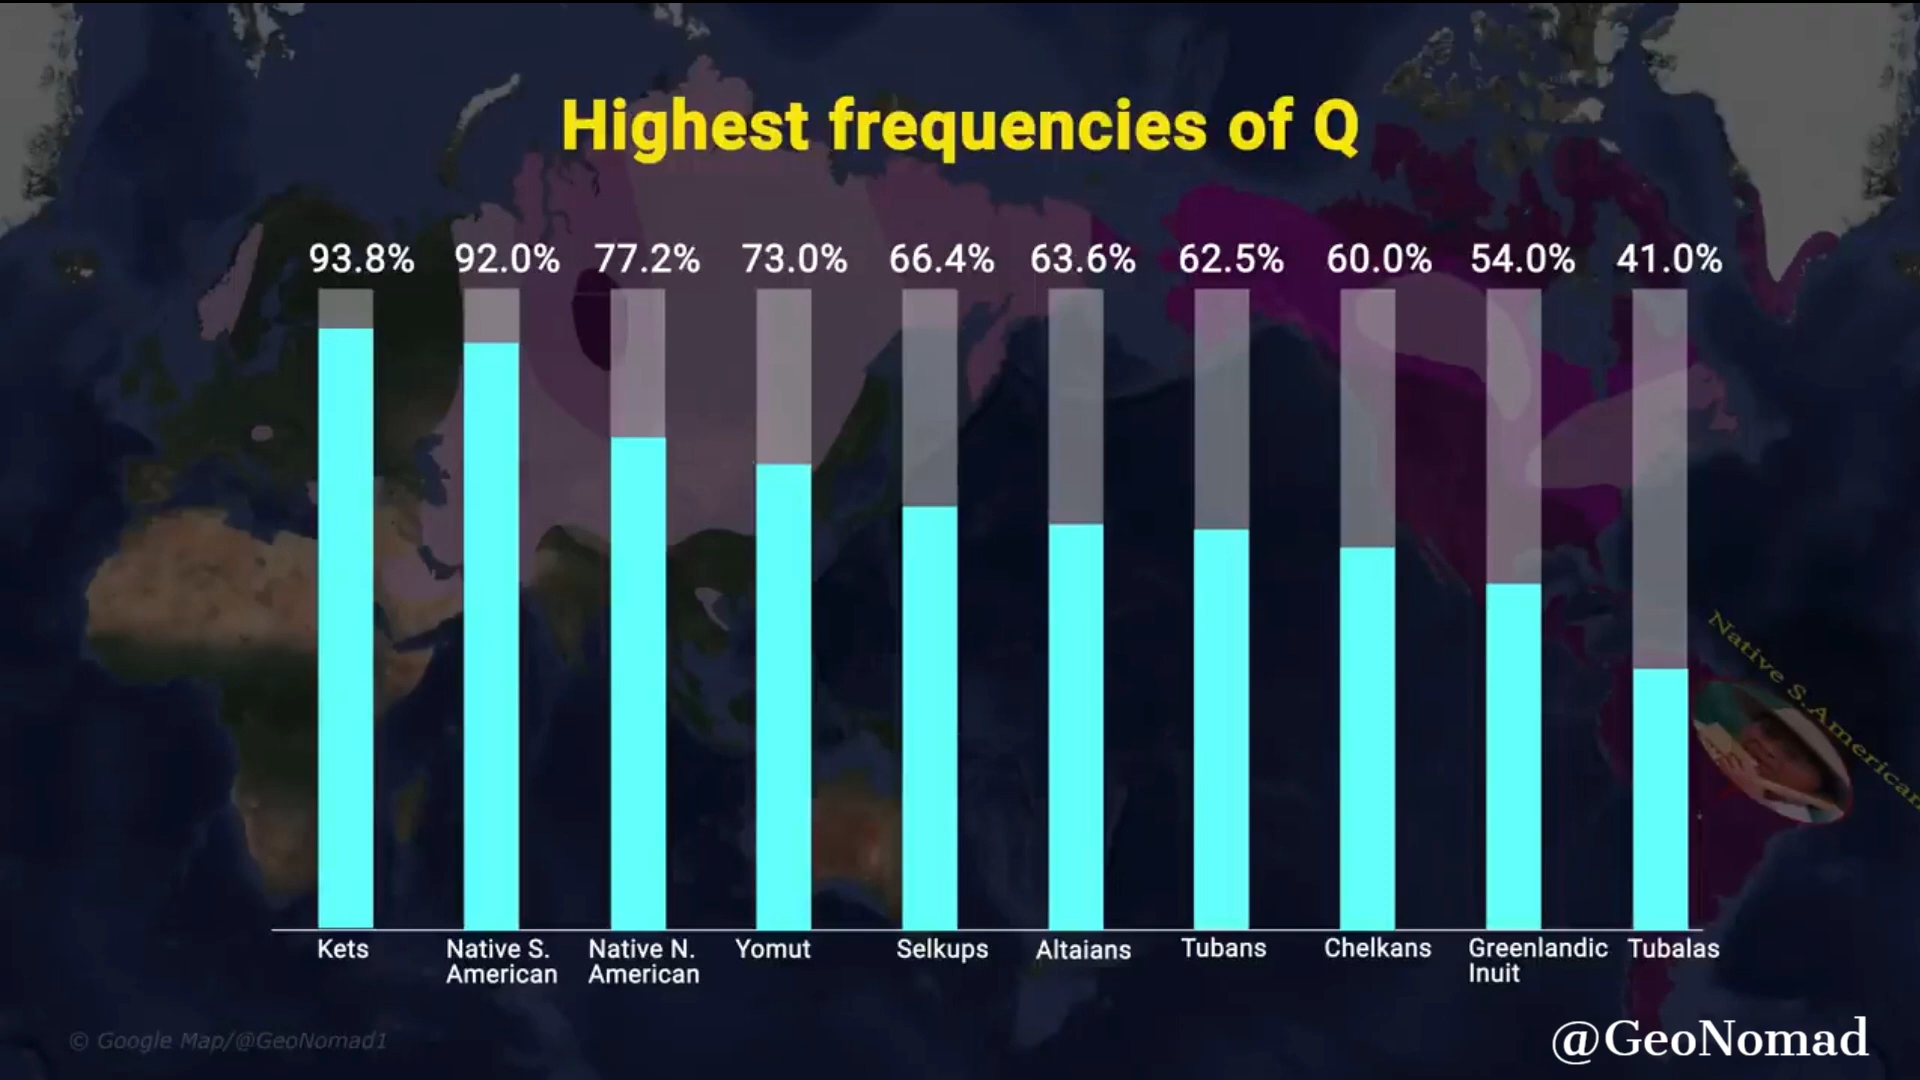 Highest frequencies of Q
93.8% 92.0% 77.2% 73.0% 66.4% 63.6% 62.5% 60.0% 54.0% 41.0%
Kets
Native S.
American
Native N.
American
Yomut
Selkups
Altaians
Tubans
Chelkans
Greenlandic
Inuit
Tubalas
Native S.American
© Google Map/@GeoNomad1
@GeoNomad